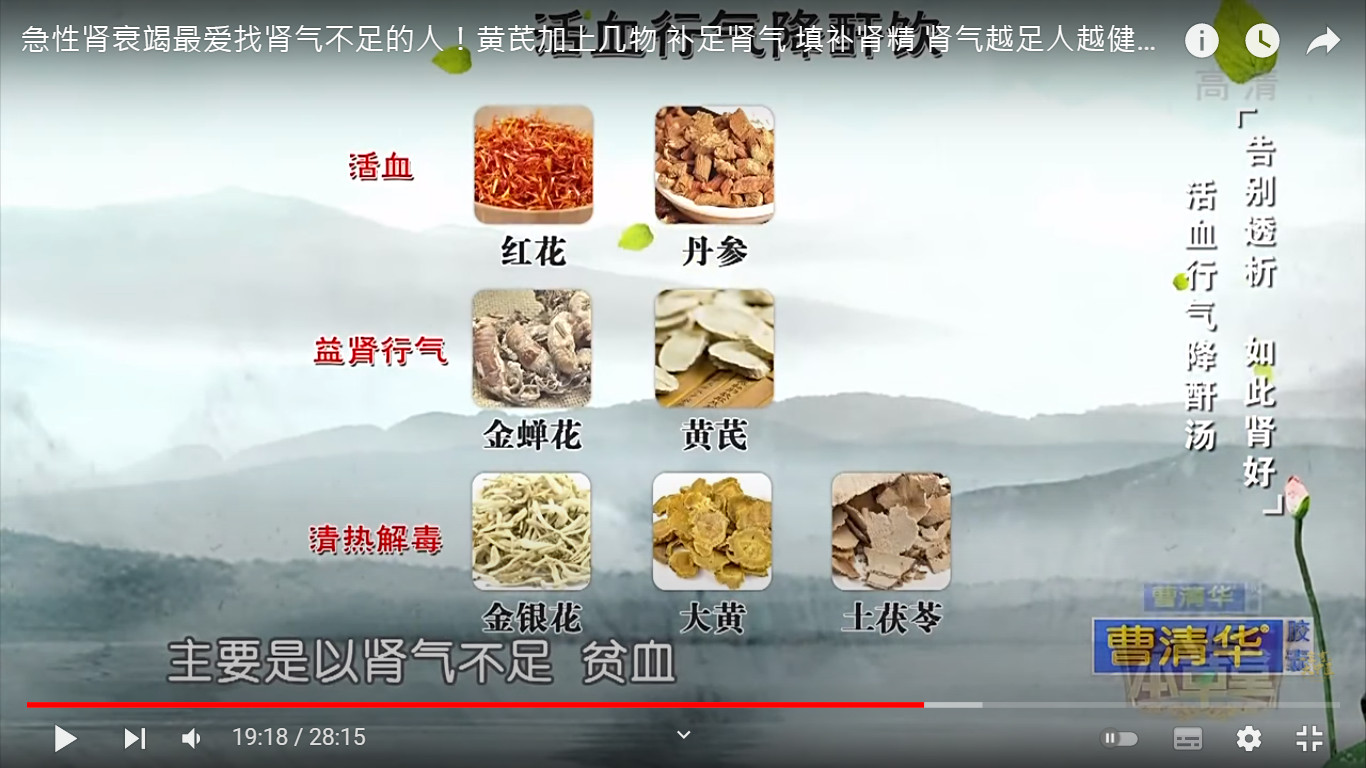 急性肾衰竭最爱找肾气不足的人！黄芪加上几物 补足肾气 填补肾精 肾气越足人越健…
活血行气降酐饮
高清
「告别透析 如此肾好」
活血行气降酐汤
活血
红花
丹参
益肾行气
金蝉花
黄芪
清热解毒
金银花
大黄
土茯苓
主要是以肾气不足 贫血
曹清华
曹清华®
19:18 / 28:15